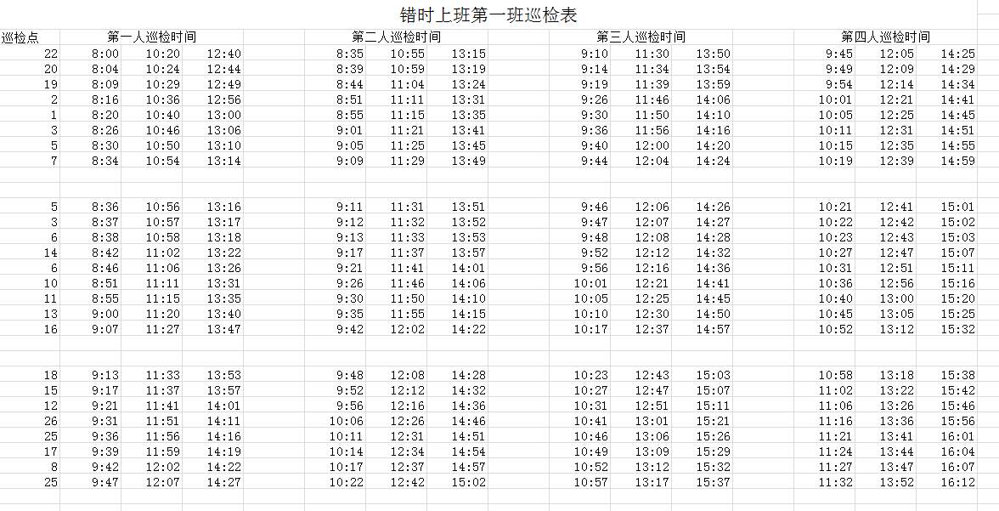 错时上班第一班巡检表
巡检点 第一人巡检时间 第二人巡检时间 第三人巡检时间 第四人巡检时间
22 8:00 10:20 12:40 8:35 10:55 13:15 9:10 11:30 13:50 9:45 12:05 14:25
20 8:04 10:24 12:44 8:39 10:59 13:19 9:14 11:34 13:54 9:49 12:09 14:29
19 8:09 10:29 12:49 8:44 11:04 13:24 9:19 11:39 13:59 9:54 12:14 14:34
2 8:16 10:36 12:56 8:51 11:11 13:31 9:26 11:46 14:06 10:01 12:21 14:41
1 8:20 10:40 13:00 8:55 11:15 13:35 9:30 11:50 14:10 10:05 12:25 14:45
3 8:26 10:46 13:06 9:01 11:21 13:41 9:36 11:56 14:16 10:11 12:31 14:51
5 8:30 10:50 13:10 9:05 11:25 13:45 9:40 12:00 14:20 10:15 12:35 14:55
7 8:34 10:54 13:14 9:09 11:29 13:49 9:44 12:04 14:24 10:19 12:39 14:59
5 8:36 10:56 13:16 9:11 11:31 13:51 9:46 12:06 14:26 10:21 12:41 15:01
3 8:37 10:57 13:17 9:12 11:32 13:52 9:47 12:07 14:27 10:22 12:42 15:02
6 8:38 10:58 13:18 9:13 11:33 13:53 9:48 12:08 14:28 10:23 12:43 15:03
14 8:42 11:02 13:22 9:17 11:37 13:57 9:52 12:12 14:32 10:27 12:47 15:07
6 8:46 11:06 13:26 9:21 11:41 14:01 9:56 12:16 14:36 10:31 12:51 15:11
10 8:51 11:11 13:31 9:26 11:46 14:06 10:01 12:21 14:41 10:36 12:56 15:16
11 8:55 11:15 13:35 9:30 11:50 14:10 10:05 12:25 14:45 10:40 13:00 15:20
13 9:00 11:20 13:40 9:35 11:55 14:15 10:10 12:30 14:50 10:45 13:05 15:25
16 9:07 11:27 13:47 9:42 12:02 14:22 10:17 12:37 14:57 10:52 13:12 15:32
18 9:13 11:33 13:53 9:48 12:08 14:28 10:23 12:43 15:03 10:58 13:18 15:38
15 9:17 11:37 13:57 9:52 12:12 14:32 10:27 12:47 15:07 11:02 13:22 15:42
12 9:21 11:41 14:01 9:56 12:16 14:36 10:31 12:51 15:11 11:06 13:26 15:46
26 9:31 11:51 14:11 10:06 12:26 14:46 10:41 13:01 15:21 11:16 13:36 15:56
25 9:36 11:56 14:16 10:11 12:31 14:51 10:46 13:06 15:26 11:21 13:41 16:01
17 9:39 11:59 14:19 10:14 12:34 14:54 10:49 13:09 15:29 11:24 13:44 16:04
8 9:42 12:02 14:22 10:17 12:37 14:57 10:52 13:12 15:32 11:27 13:47 16:07
25 9:47 12:07 14:27 10:22 12:42 15:02 10:57 13:17 15:37 11:32 13:52 16:12